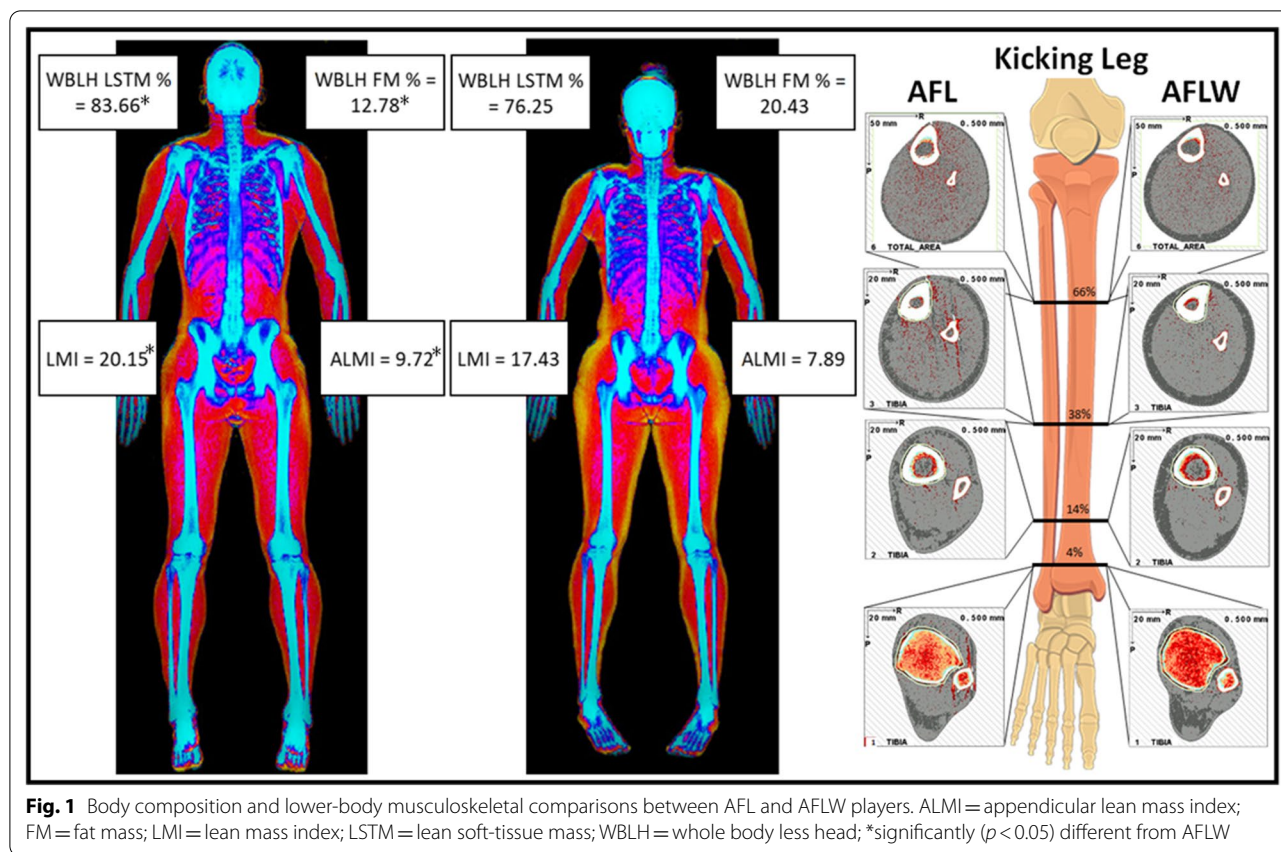 WBLH LSTM %
= 83.66*
WBLH FM % =
12.78*
LMI = 20.15*
ALMI = 9.72*
WBLH LSTM %
= 76.25
WBLH FM % =
20.43
LMI = 17.43
ALMI = 7.89
Kicking Leg
AFL
AFLW
50 mm
R
0.500 mm
P
6 TOTAL_AREA
50 mm
R
0.500 mm
P
6 TOTAL_AREA
66%
20 mm
R
0.500 mm
P
3 TIBIA
20 mm
R
0.500 mm
P
3 TIBIA
38%
20 mm
R
0.500 mm
P
2 TIBIA
20 mm
R
0.500 mm
P
2 TIBIA
14%
4%
20 mm
R
0.500 mm
P
1 TIBIA
20 mm
R
0.500 mm
P
1 TIBIA
Fig. 1 Body composition and lower-body musculoskeletal comparisons between AFL and AFLW players. ALMI = appendicular lean mass index;
FM = fat mass; LMI = lean mass index; LSTM = lean soft-tissue mass; WBLH = whole body less head; *significantly (p < 0.05) different from AFLW